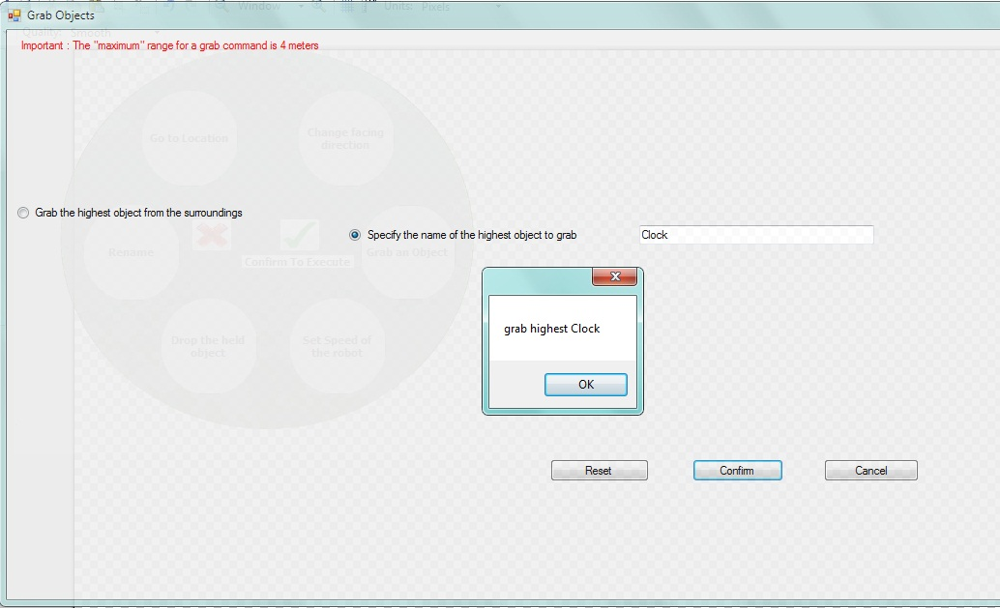 Window
Units: Pixels
Grab Objects
Quality: Smooth
Important : The "maximum" range for a grab command is 4 meters
Go to Location
Change facing
direction
Grab the highest object from the surroundings
Specify the name of the highest object to grab
Clock
Rename
Confirm To Execute
Grab an Object
grab highest Clock
Drop the held
object
Set Speed of
the robot
OK
Reset
Confirm
Cancel